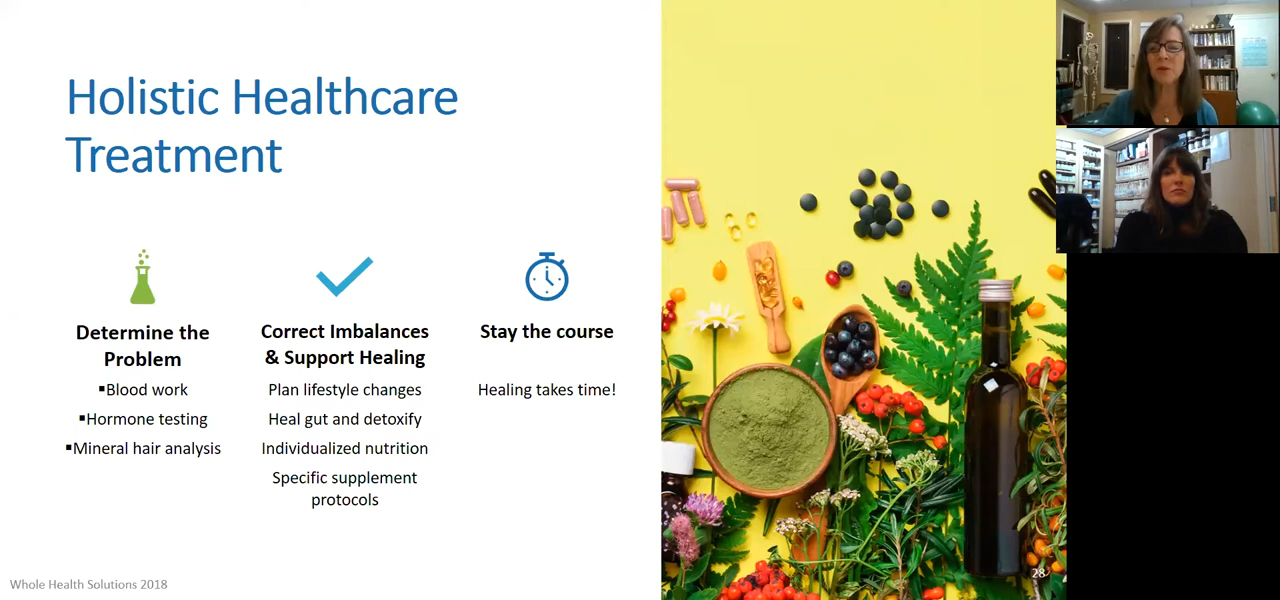 Holistic Healthcare
Treatment
Determine the
Problem
▪Blood work
▪Hormone testing
▪Mineral hair analysis
Correct Imbalances
& Support Healing
Plan lifestyle changes
Heal gut and detoxify
Individualized nutrition
Specific supplement
protocols
Stay the course
Healing takes time!
Whole Health Solutions 2018
28